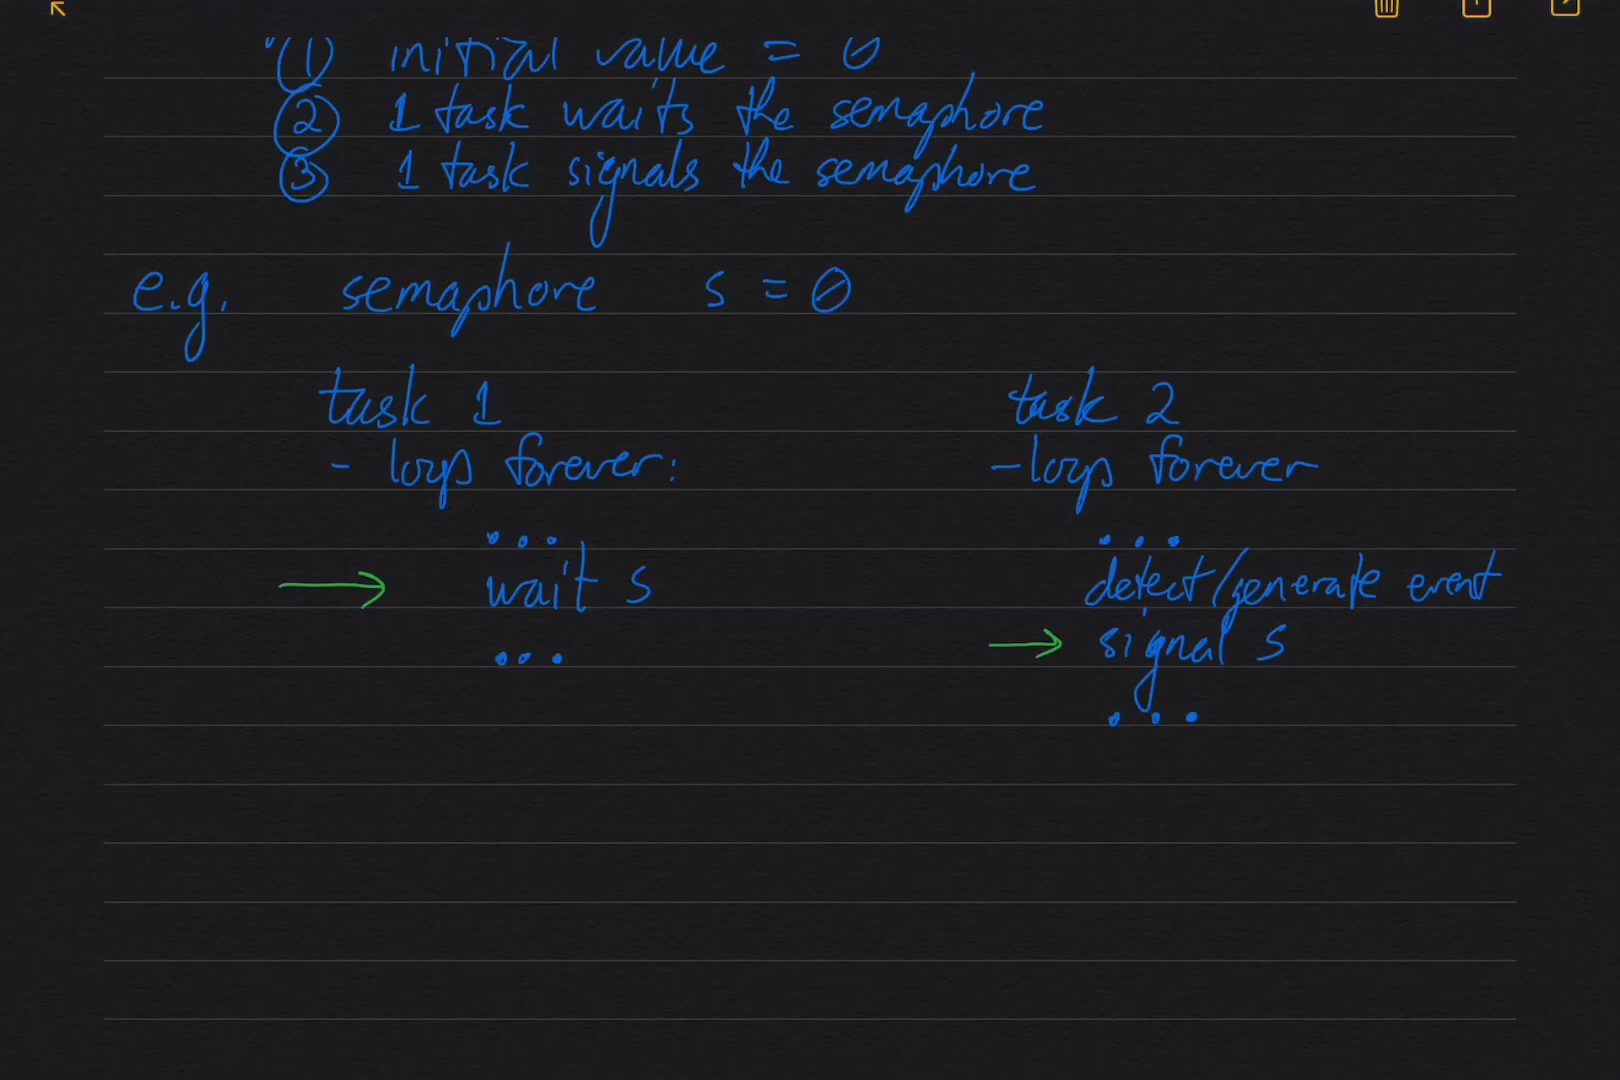 (1) initial value = 0
(2) 1 task waits the semaphore
(3) 1 task signals the semaphore
e.g. semaphore s = 0
task 1 task 2
- loop forever: - loop forever
... ...
wait s detect/generate event
... signal s
...